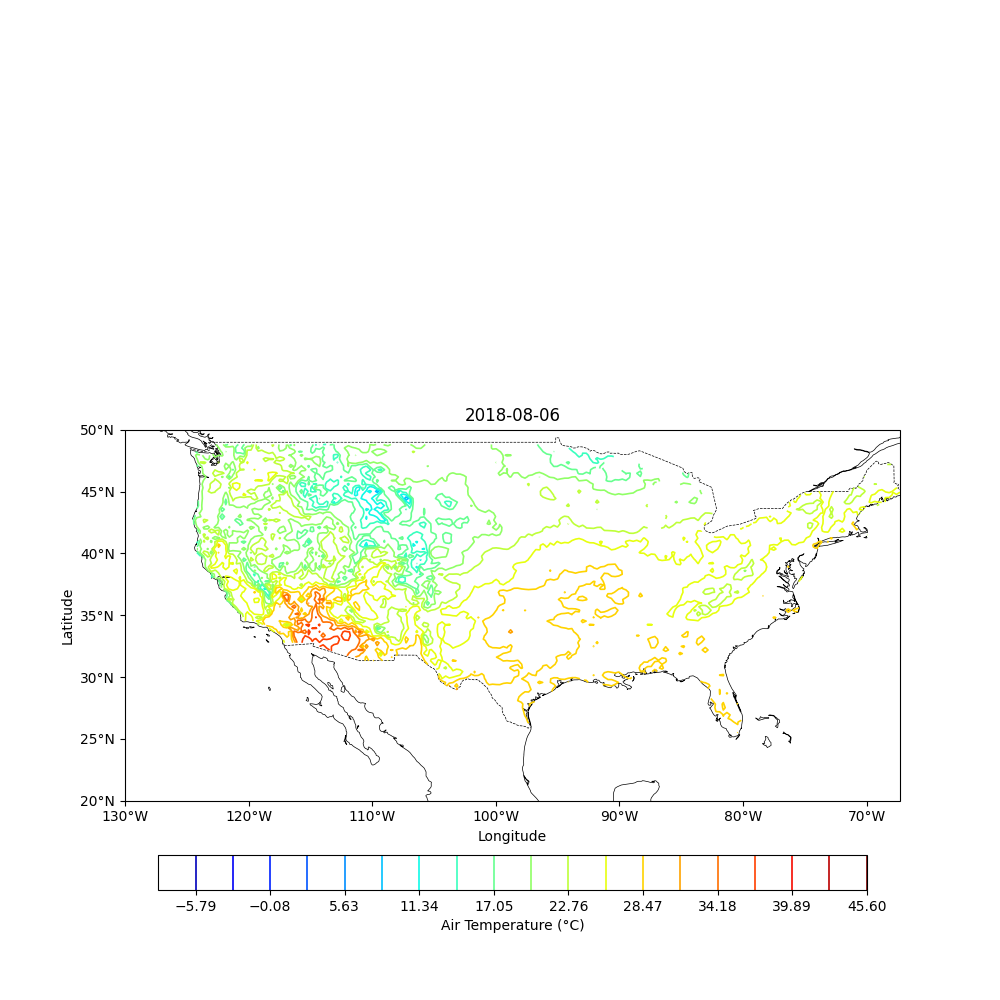 2018-08-06
50°N
45°N
40°N
35°N
30°N
25°N
20°N
Latitude
130°W 120°W 110°W 100°W 90°W 80°W 70°W
Longitude
−5.79 −0.08 5.63 11.34 17.05 22.76 28.47 34.18 39.89 45.60
Air Temperature (°C)